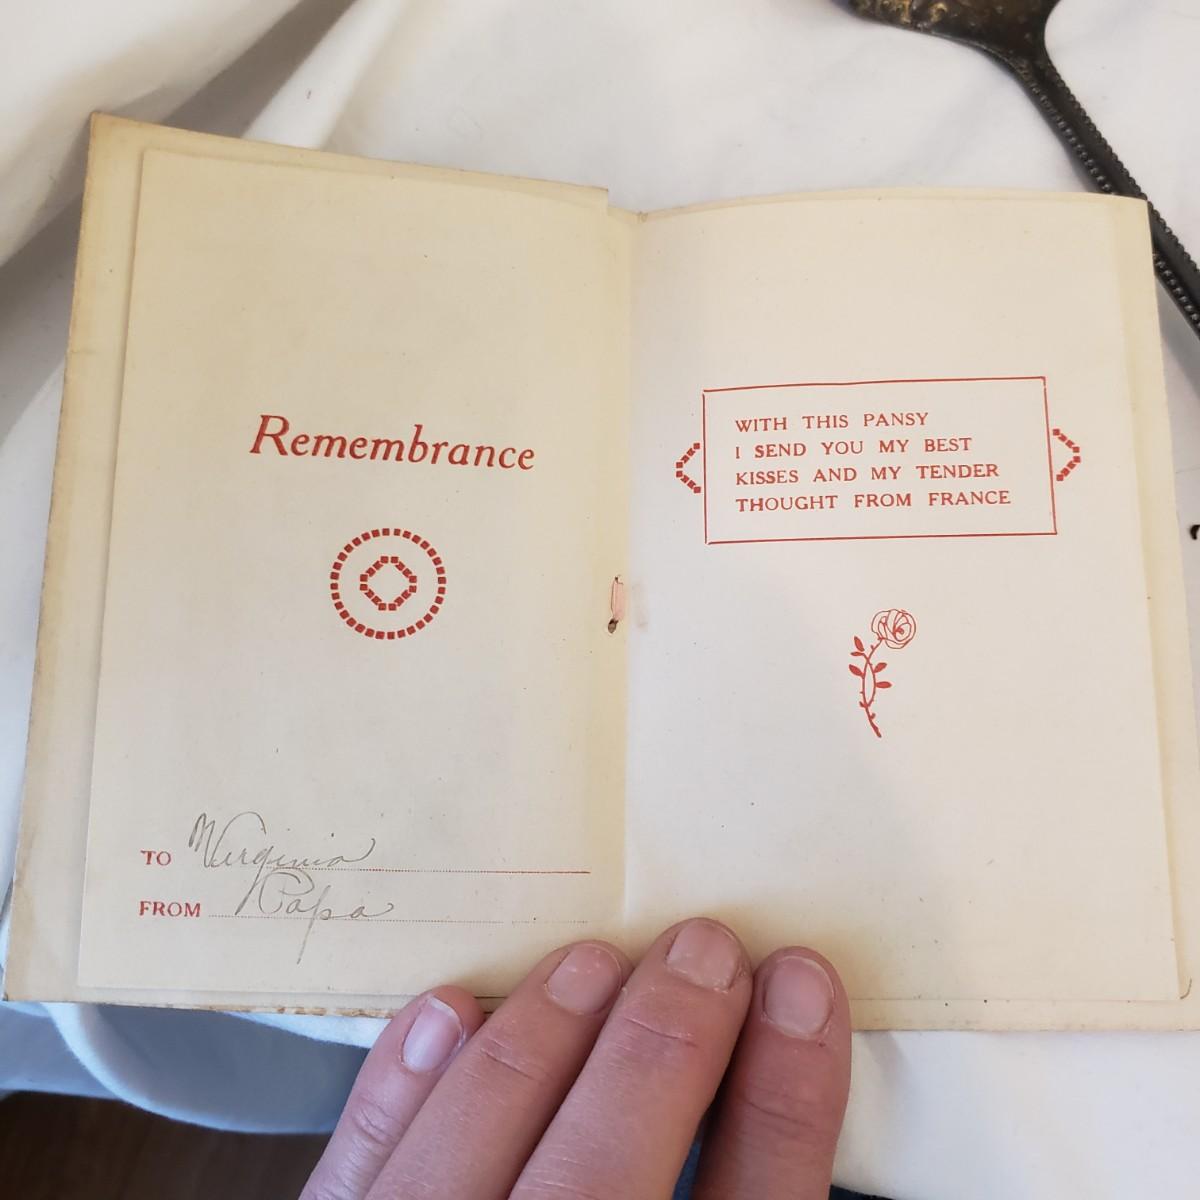 Remembrance
TO Virginia
FROM Papa
WITH THIS PANSY
I SEND YOU MY BEST
KISSES AND MY TENDER
THOUGHT FROM FRANCE